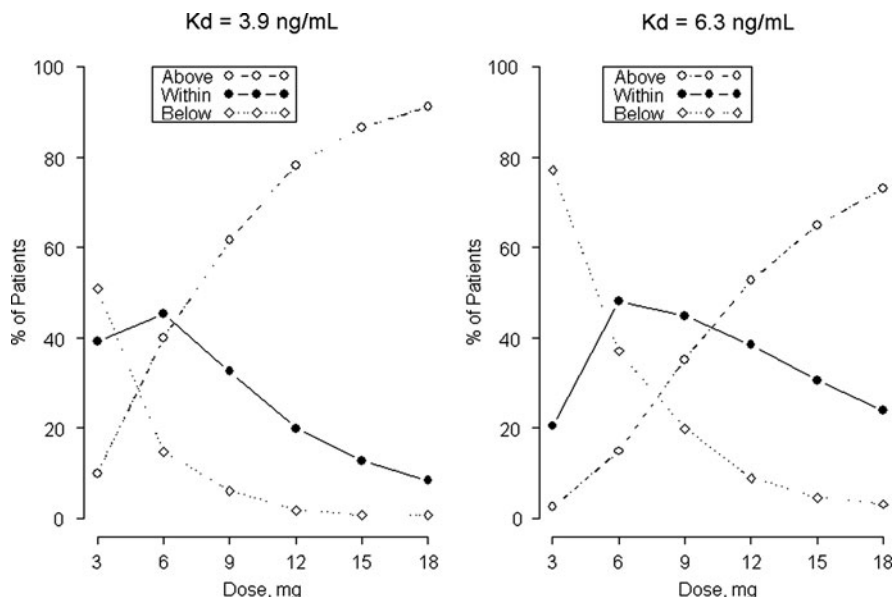 Kd = 3.9 ng/mL
% of Patients
100
80
60
40
20
0
Above
Within
Below
3 6 9 12 15 18
Dose, mg
Kd = 6.3 ng/mL
% of Patients
100
80
60
40
20
0
Above
Within
Below
3 6 9 12 15 18
Dose, mg